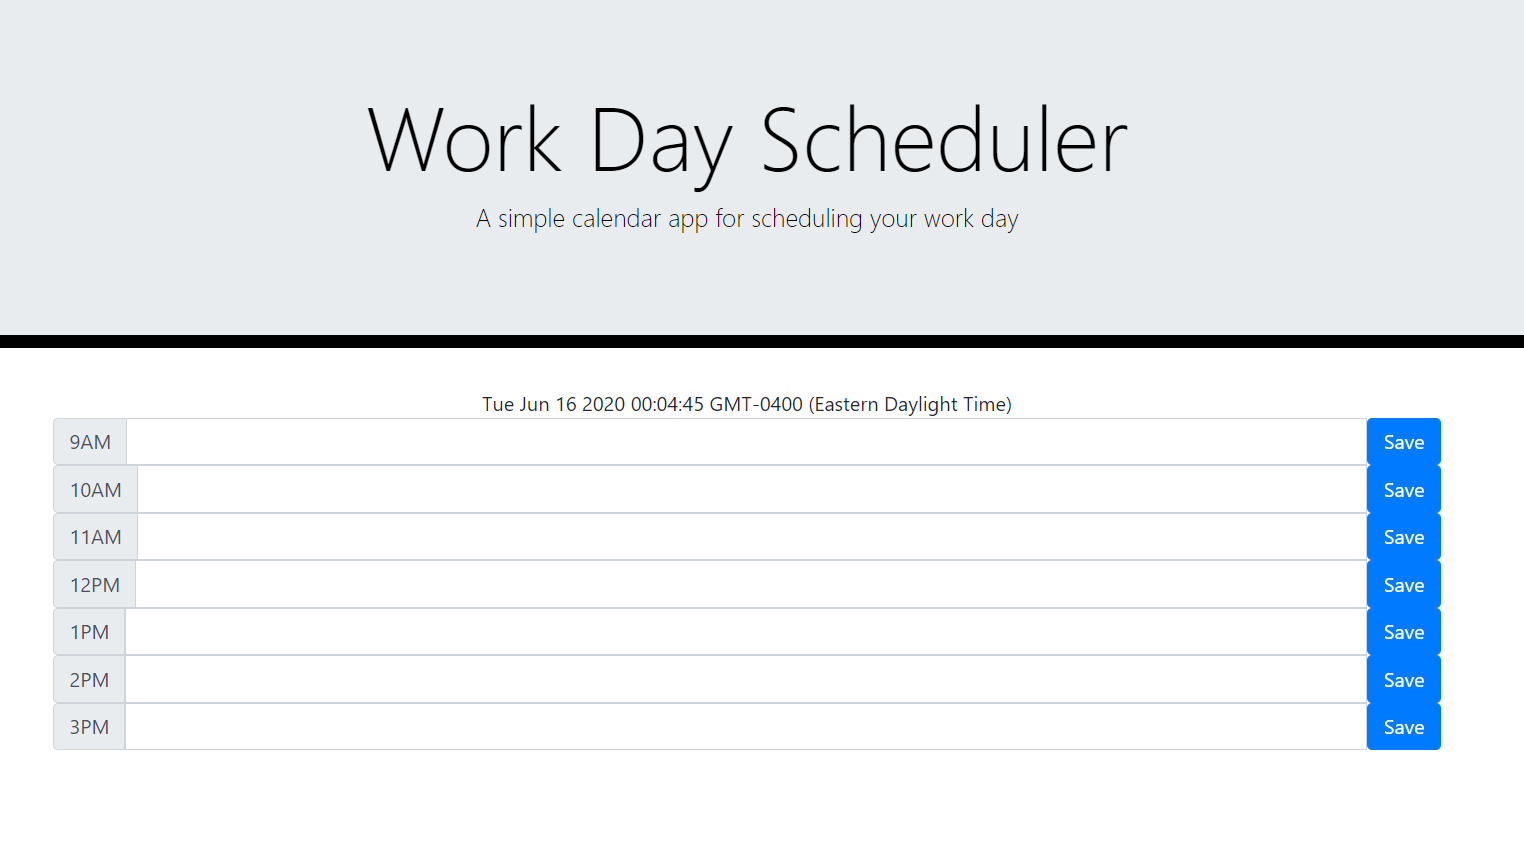 Work Day Scheduler
A simple calendar app for scheduling your work day
Tue Jun 16 2020 00:04:45 GMT-0400 (Eastern Daylight Time)
9AM Save
10AM Save
11AM Save
12PM Save
1PM Save
2PM Save
3PM Save